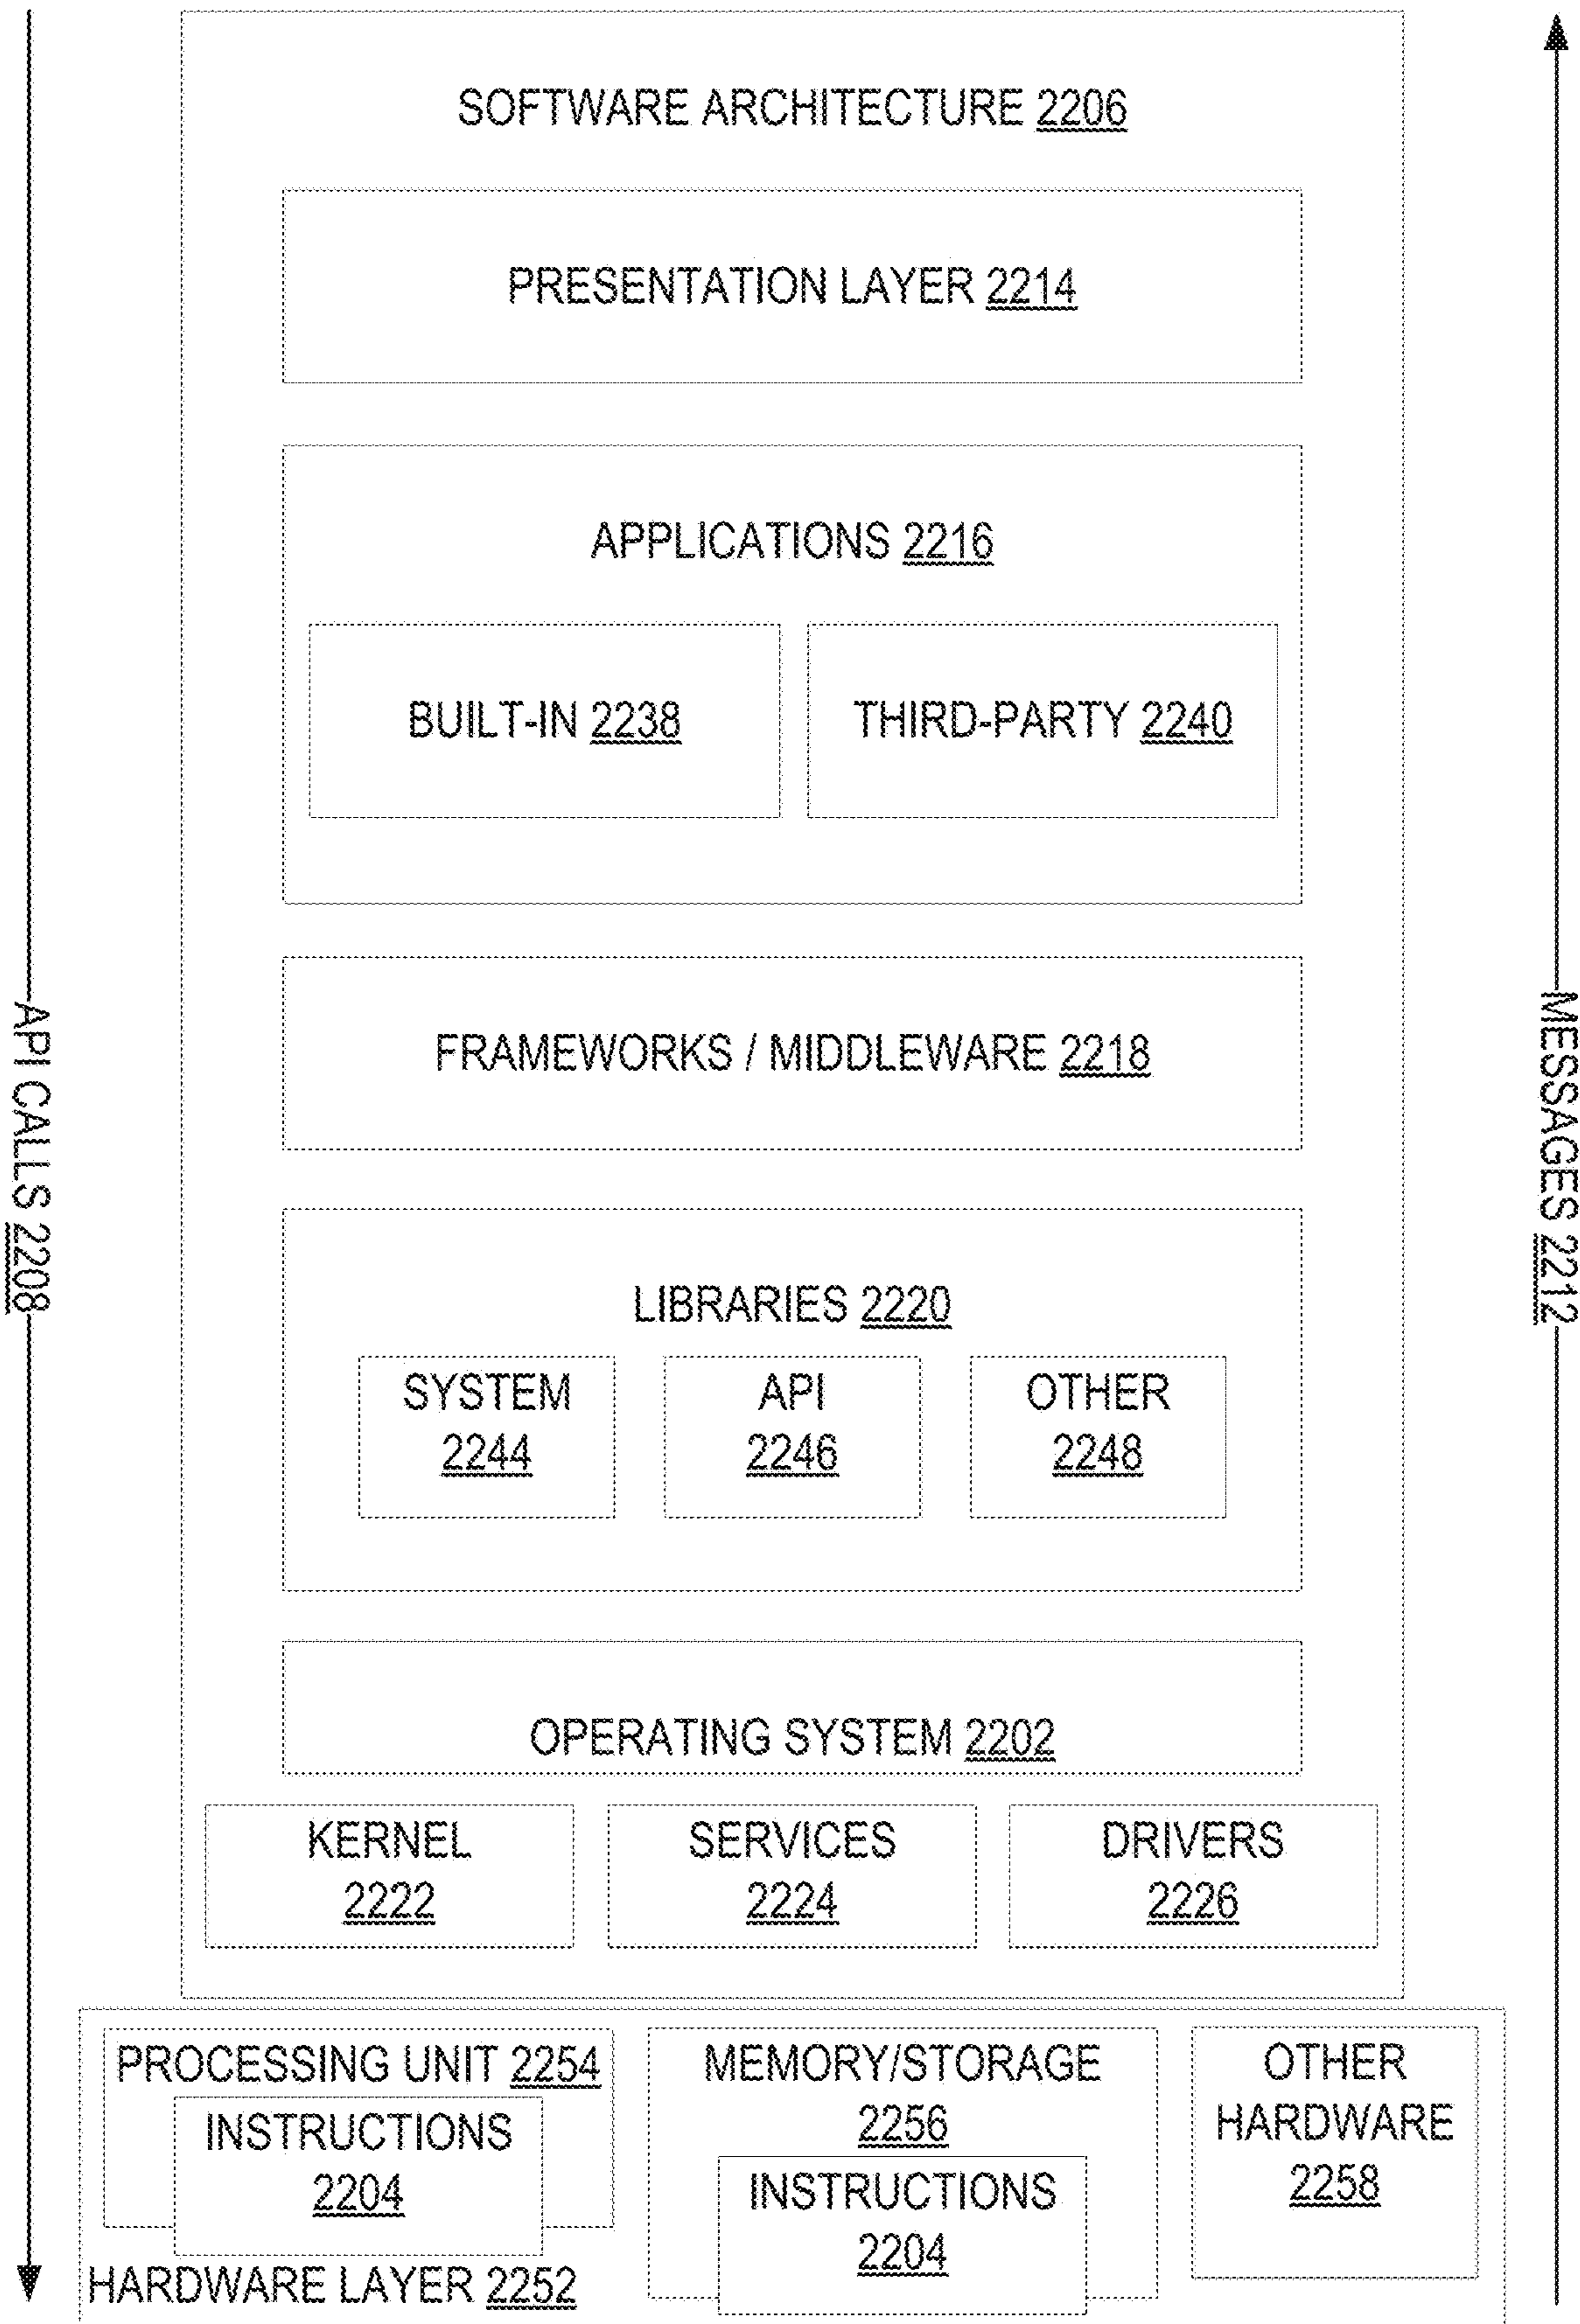 SOFTWARE ARCHITECTURE 2206
PRESENTATION LAYER 2214
APPLICATIONS 2216
BUILT-IN 2238
THIRD-PARTY 2240
FRAMEWORKS / MIDDLEWARE 2218
API CALLS 2208
MESSAGES 2212
LIBRARIES 2220
SYSTEM
2244
API
2246
OTHER
2248
OPERATING SYSTEM 2202
KERNEL
2222
SERVICES
2224
DRIVERS
2226
PROCESSING UNIT 2254
INSTRUCTIONS
2204
MEMORY/STORAGE
2256
INSTRUCTIONS
2204
OTHER
HARDWARE
2258
HARDWARE LAYER 2252